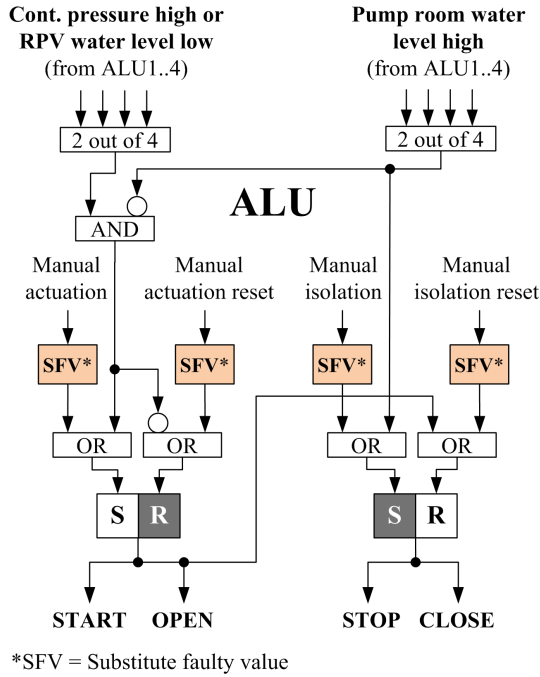 Cont. pressure high or
RPV water level low
(from ALU1..4)
Pump room water
level high
(from ALU1..4)
2 out of 4
2 out of 4
ALU
AND
Manual
actuation
Manual
actuation reset
Manual
isolation
Manual
isolation reset
SFV*
SFV*
SFV*
SFV*
OR
OR
OR
OR
S
R
S
R
START
OPEN
STOP
CLOSE
*SFV = Substitute faulty value